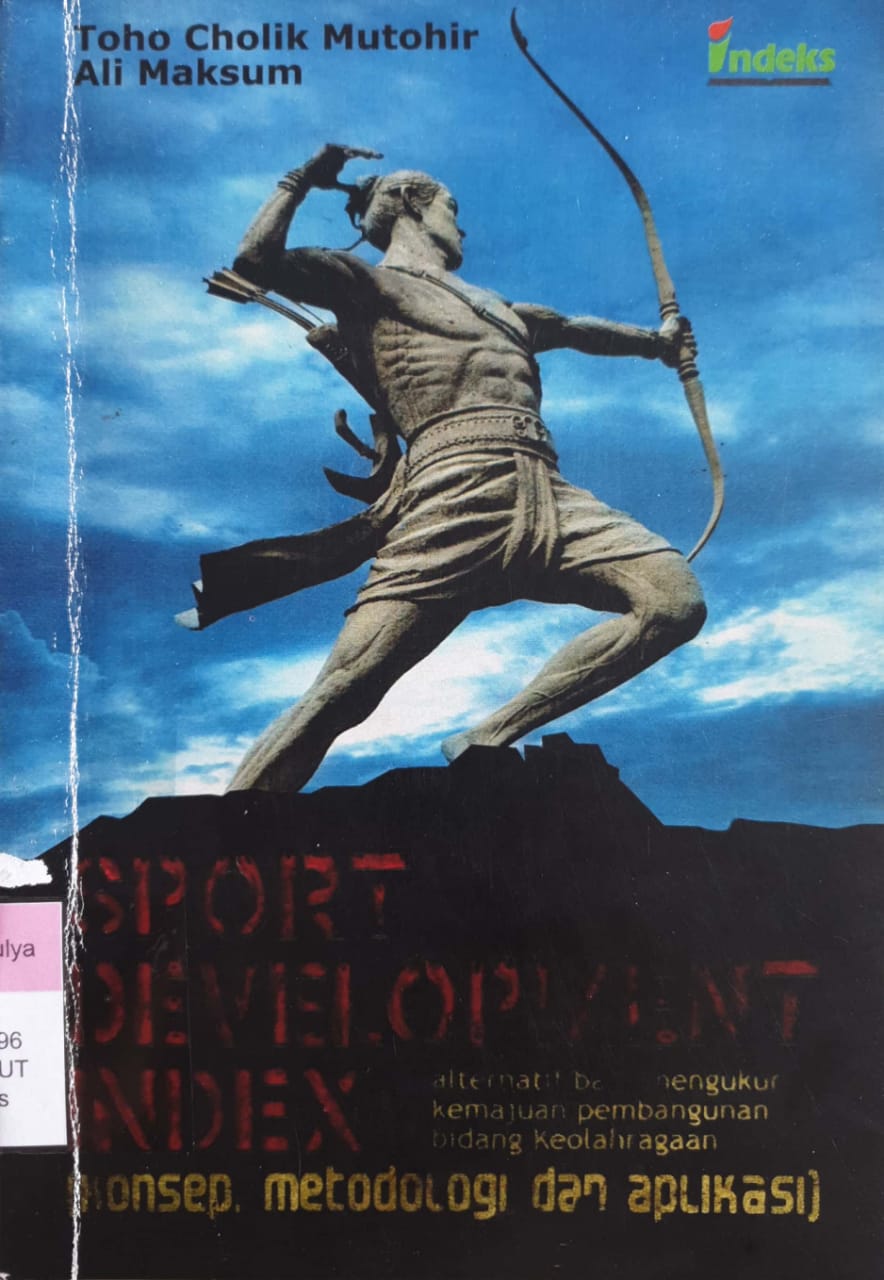 Toho Cholik Mutohir
Ali Maksum
indeks
SPORT
DEVELOPMENT
INDEX
alternatif mengukur
kemajuan pembangunan
bidang Keolahragaan
(Konsep, metodologi dan aplikasi)
ulya
96
UT
s